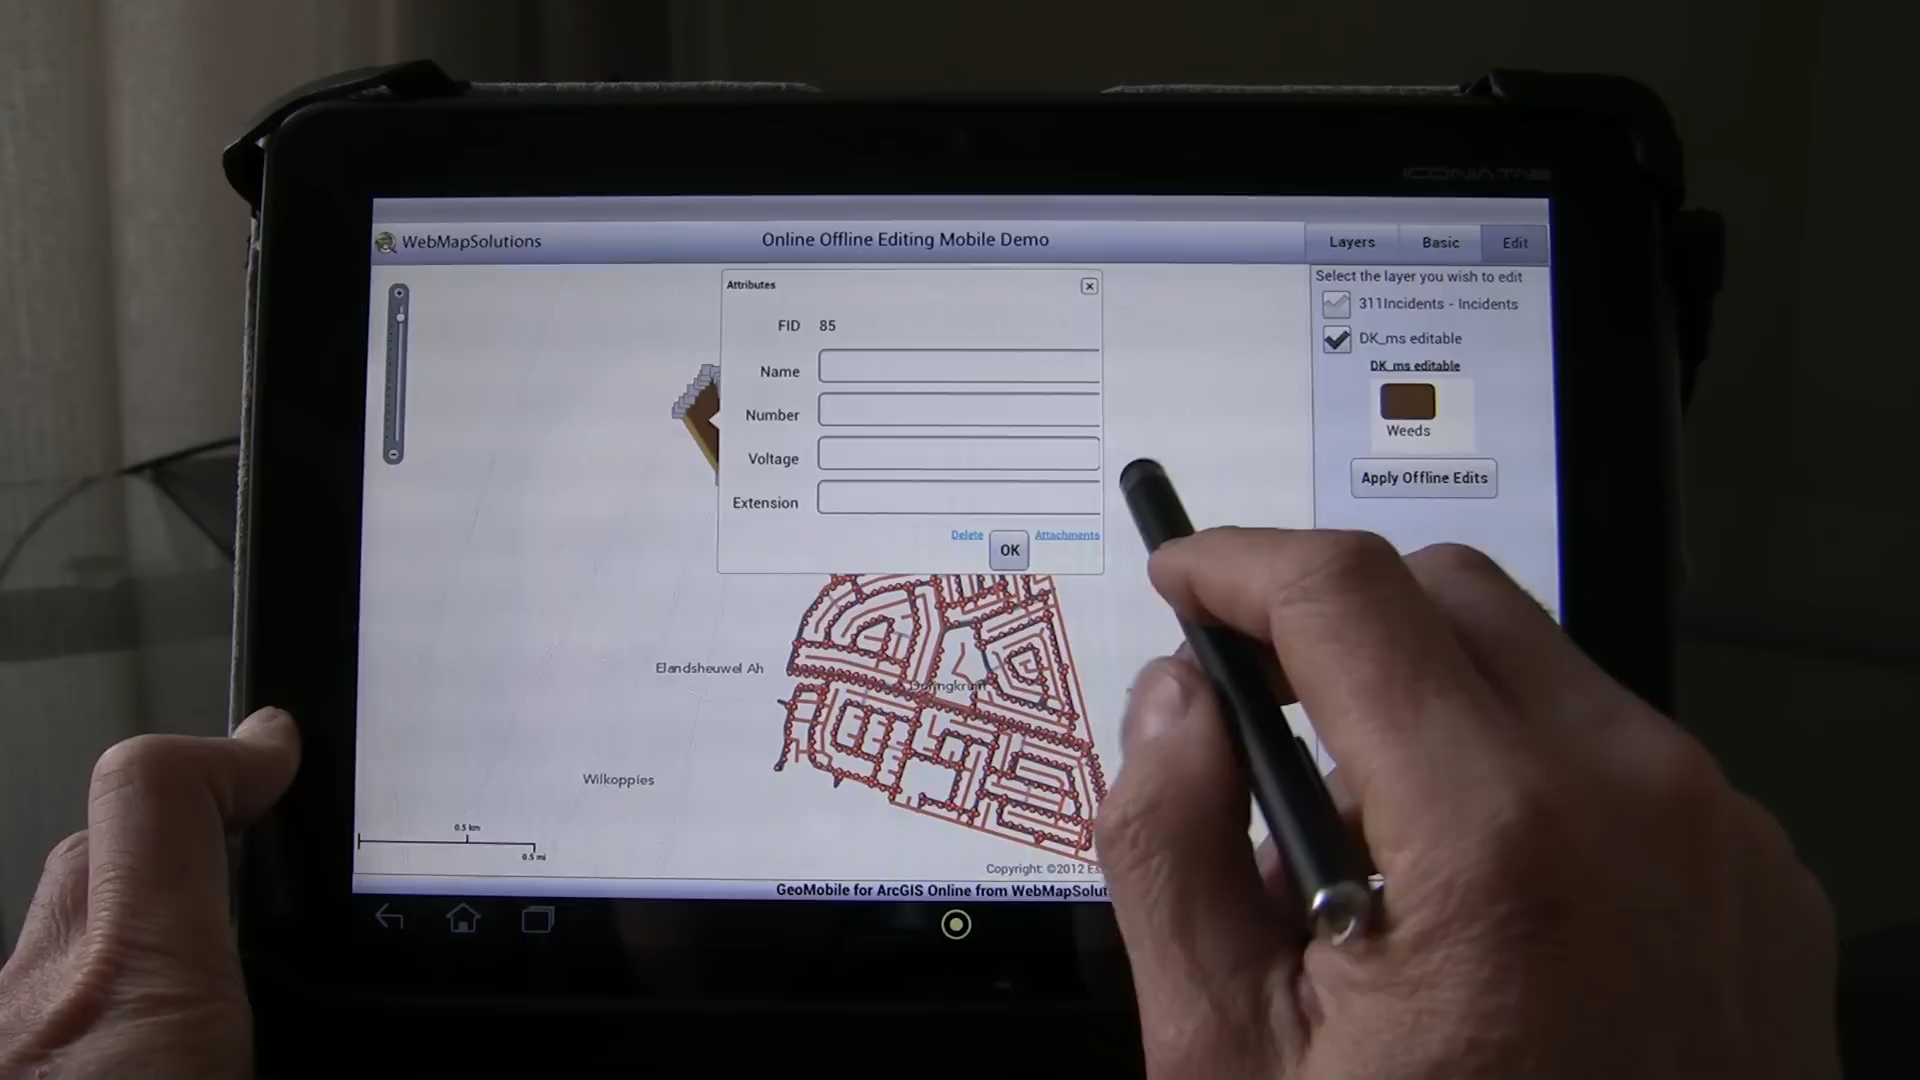 ICONIA TAB
WebMapSolutions
Online Offline Editing Mobile Demo
Layers
Basic
Edit
Attributes
FID 85
Name
Number
Voltage
Extension
Delete
OK
Attachments
Select the layer you wish to edit
311Incidents - Incidents
DK_ms editable
DK_ms editable
Weeds
Apply Offline Edits
Elandsheuwel Ah
Wilkoppies
0.5 km
0.5 mi
Copyright: ©2012
GeoMobile for ArcGIS Online from WebMapSolut